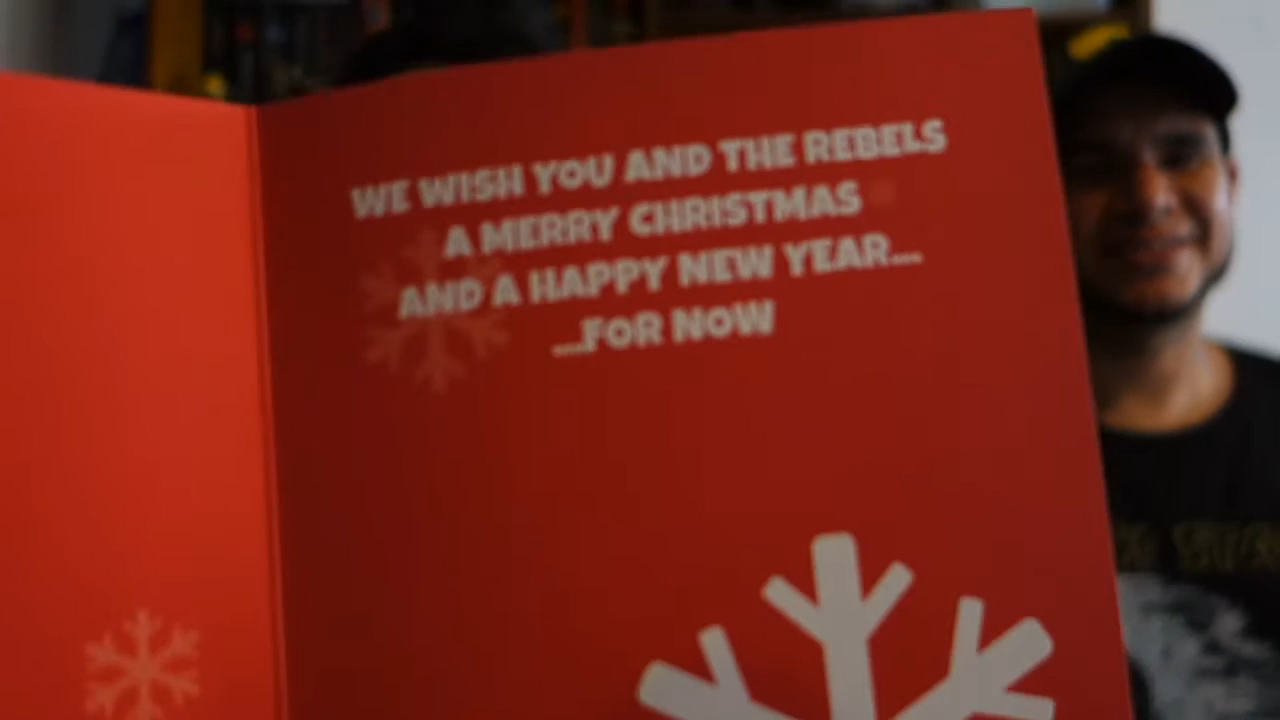 WE WISH YOU AND THE REBELS
A MERRY CHRISTMAS
AND A HAPPY NEW YEAR...
...FOR NOW